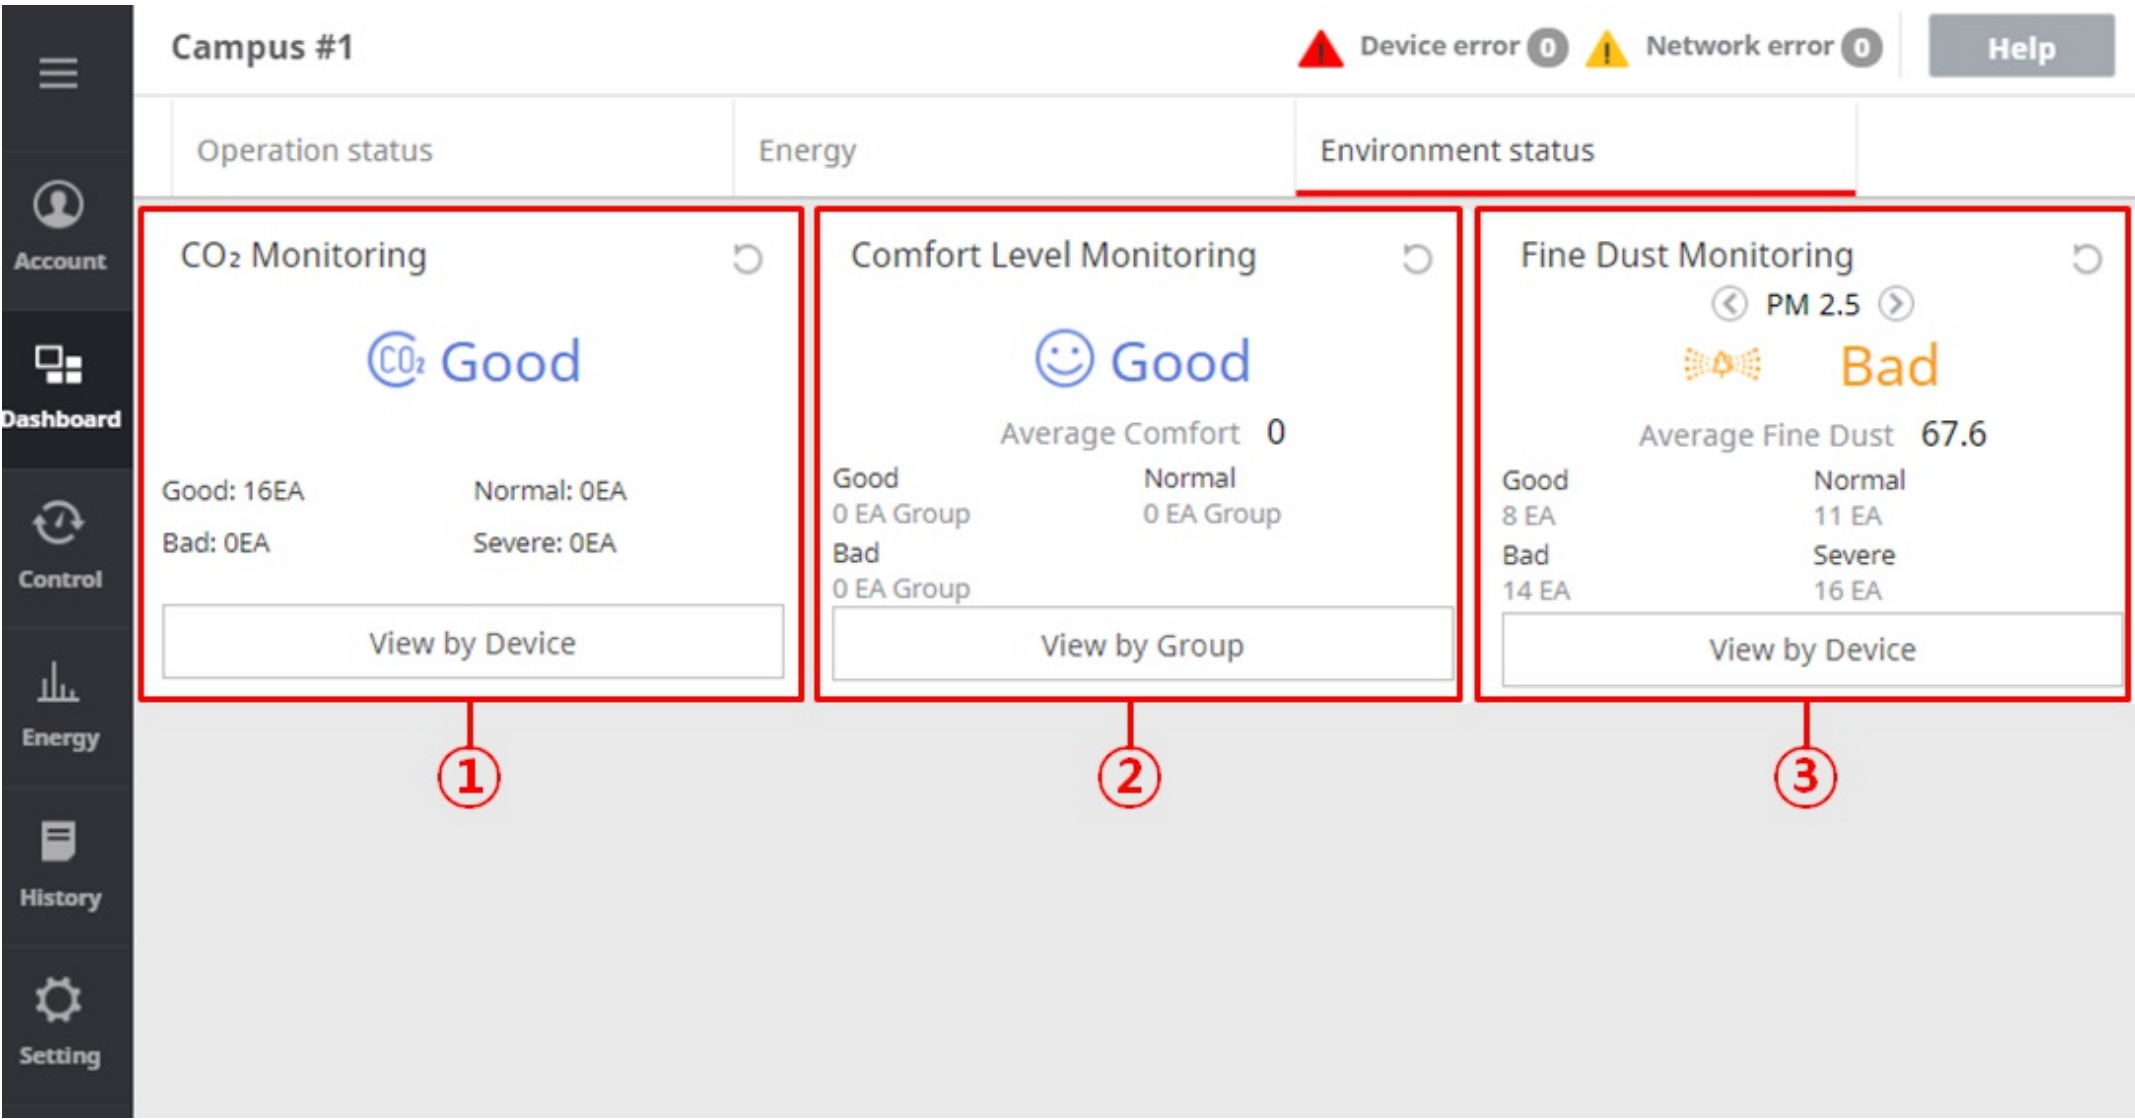 Campus #1
Device error 0
Network error 0
Help
Operation status
Energy
Environment status
Account
Dashboard
Control
Energy
History
Setting
CO₂ Monitoring
CO₂ Good
Good: 16EA
Normal: 0EA
Bad: 0EA
Severe: 0EA
View by Device
1
Comfort Level Monitoring
Good
Average Comfort 0
Good
0 EA Group
Normal
0 EA Group
Bad
0 EA Group
View by Group
2
Fine Dust Monitoring
PM 2.5
Bad
Average Fine Dust 67.6
Good
8 EA
Normal
11 EA
Bad
14 EA
Severe
16 EA
View by Device
3